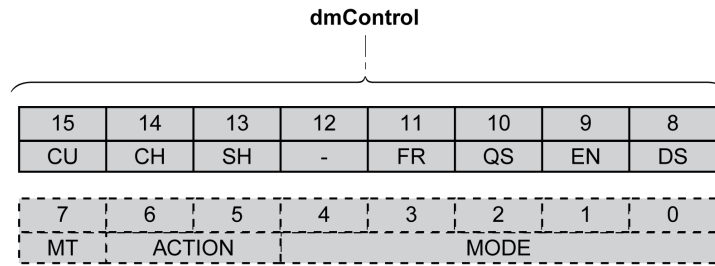 dmControl
15 14 13 12 11 10 9 8
CU CH SH - FR QS EN DS
7 6 5 4 3 2 1 0
MT ACTION MODE